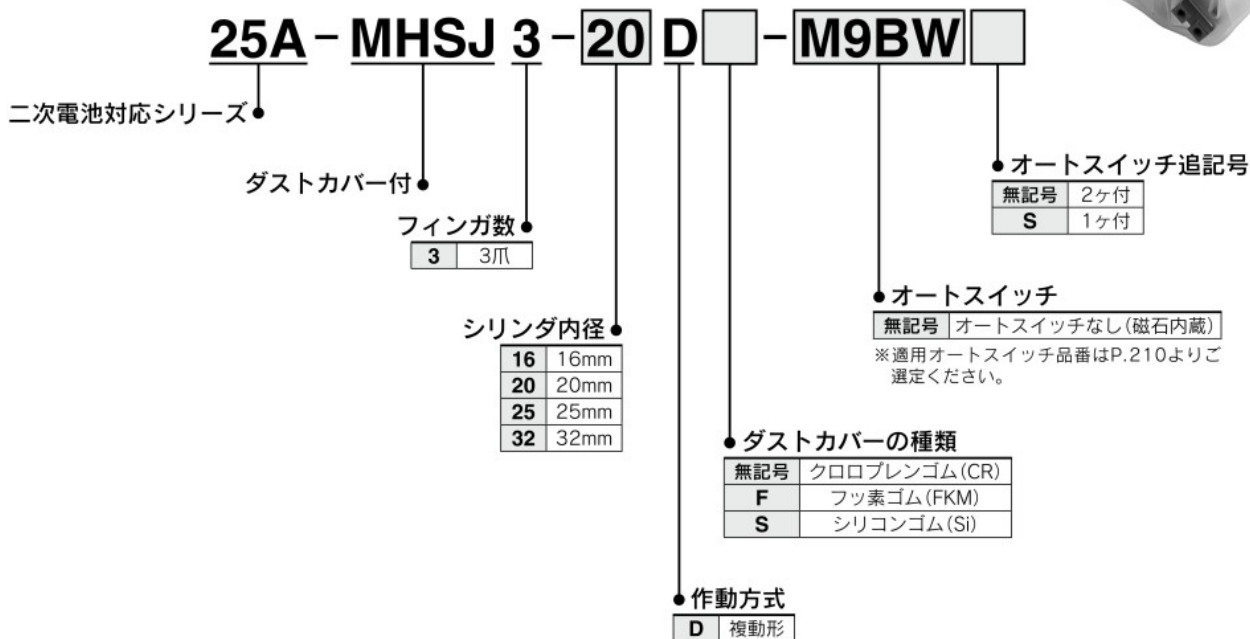 25A-MHSJ3-20D□-M9BW□
二次電池対応シリーズ
ダストカバー付
フィンガ数
3 3爪
シリンダ内径
16 16mm
20 20mm
25 25mm
32 32mm
オートスイッチ追記号
無記号 2ヶ付
S 1ヶ付
オートスイッチ
無記号 オートスイッチなし(磁石内蔵)
※適用オートスイッチ品番はP.210よりご
選定ください。
ダストカバーの種類
無記号 クロロプレンゴム(CR)
F フッ素ゴム(FKM)
S シリコンゴム(Si)
作動方式
D 複動形